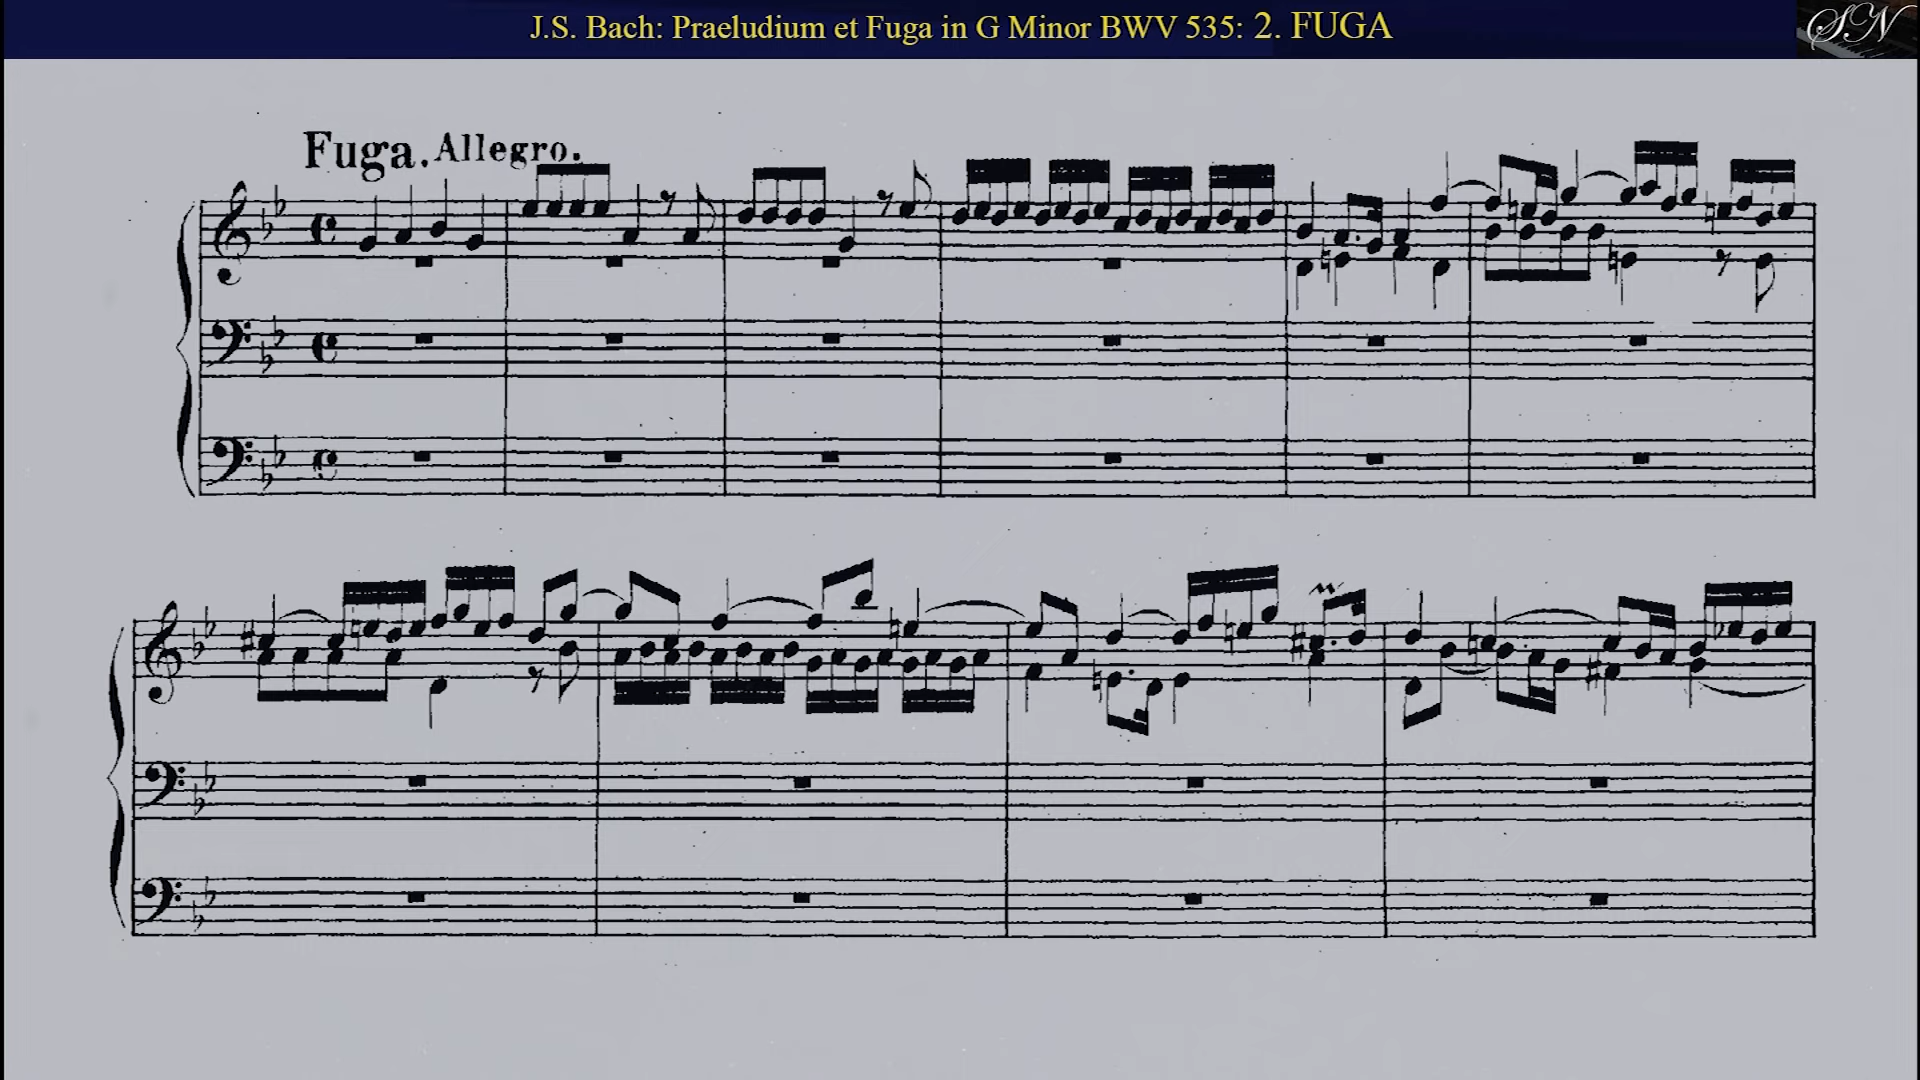 J.S. Bach: Praeludium et Fuga in G Minor BWV 535: 2. FUGA
S.N
Fuga. Allegro.